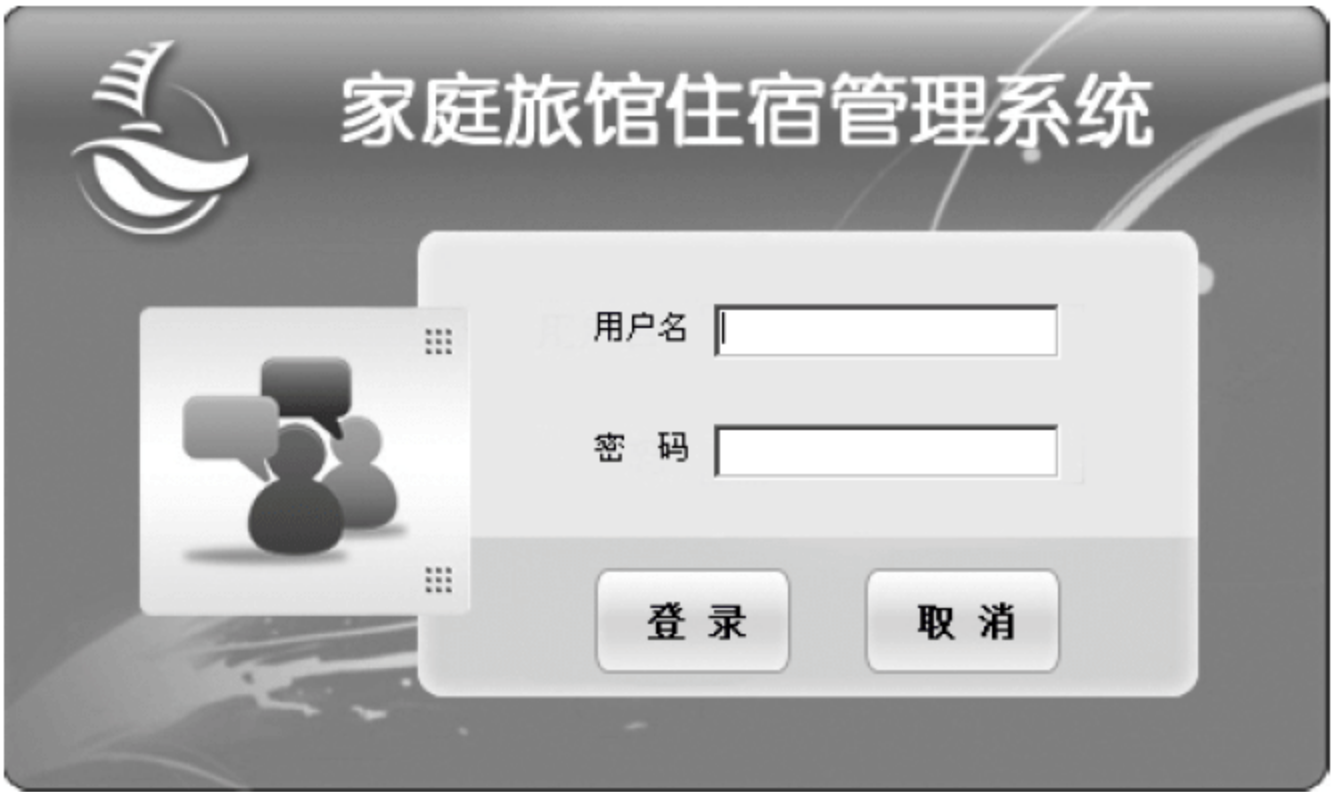 家庭旅馆住宿管理系统
用户名
密 码
登 录
取 消